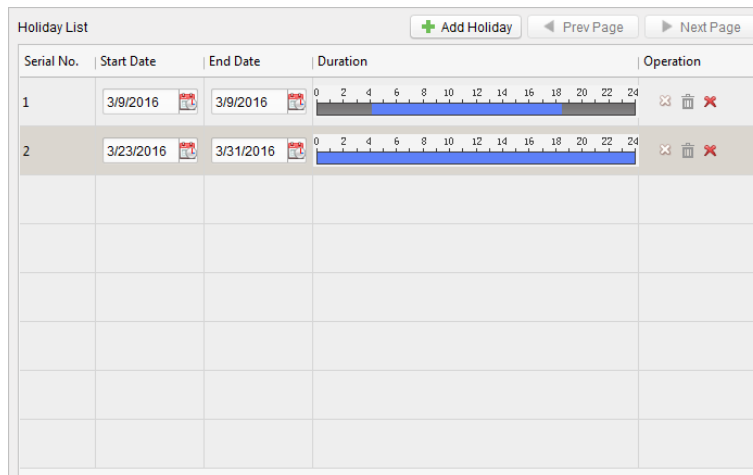 Holiday List Add Holiday Prev Page Next Page
Serial No. Start Date End Date Duration Operation
1 3/9/2016 3/9/2016 0 2 4 6 8 10 12 14 16 18 20 22 24
2 3/23/2016 3/31/2016 0 2 4 6 8 10 12 14 16 18 20 22 24